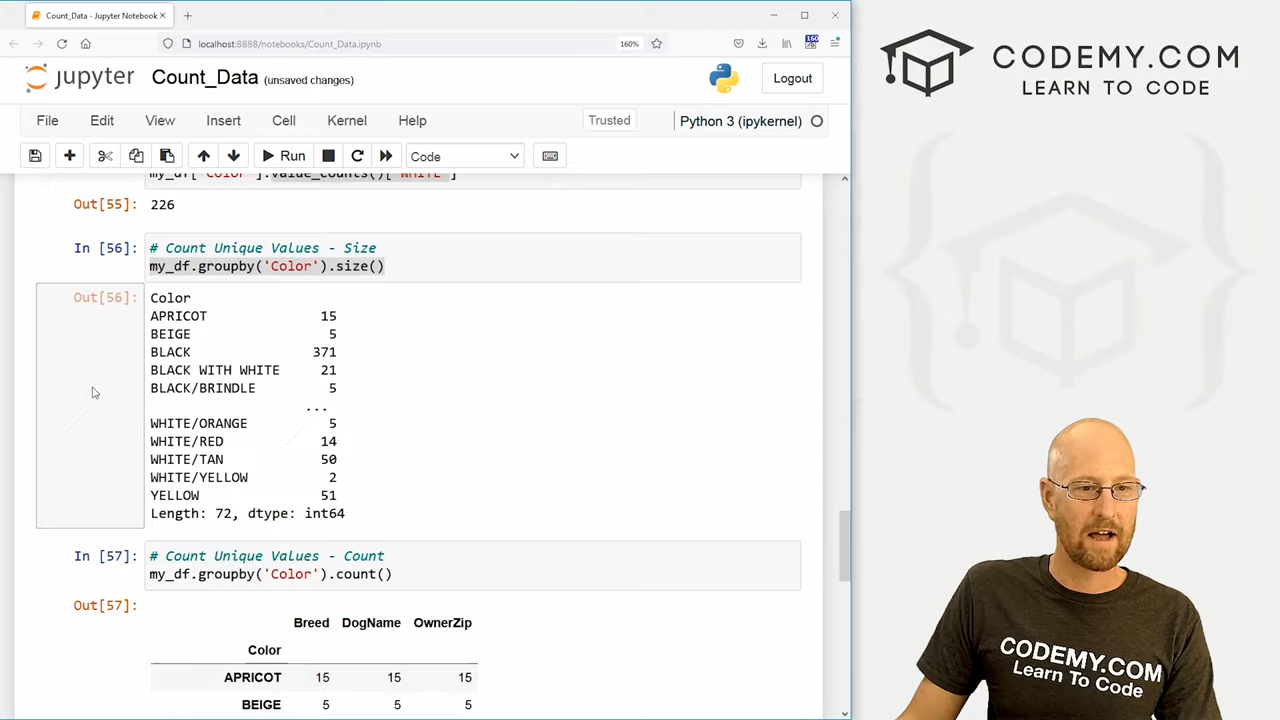 Count_Data - Jupyter Notebook
localhost:8888/notebooks/Count_Data.ipynb
160%
160
CODEMY.COM
LEARN TO CODE
jupyter Count_Data (unsaved changes)
Logout
File Edit View Insert Cell Kernel Help
Trusted
Python 3 (ipykernel)
Run
Code
my_df['Color'].value_counts()['WHITE']
Out[55]: 226
In [56]: # Count Unique Values - Size
my_df.groupby('Color').size()
Out[56]: Color
APRICOT 15
BEIGE 5
BLACK 371
BLACK WITH WHITE 21
BLACK/BRINDLE 5
...
WHITE/ORANGE 5
WHITE/RED 14
WHITE/TAN 50
WHITE/YELLOW 2
YELLOW 51
Length: 72, dtype: int64
In [57]: # Count Unique Values - Count
my_df.groupby('Color').count()
Out[57]:
Breed DogName OwnerZip
Color
APRICOT 15 15 15
BEIGE 5 5 5
CODEMY.COM
Learn To Code